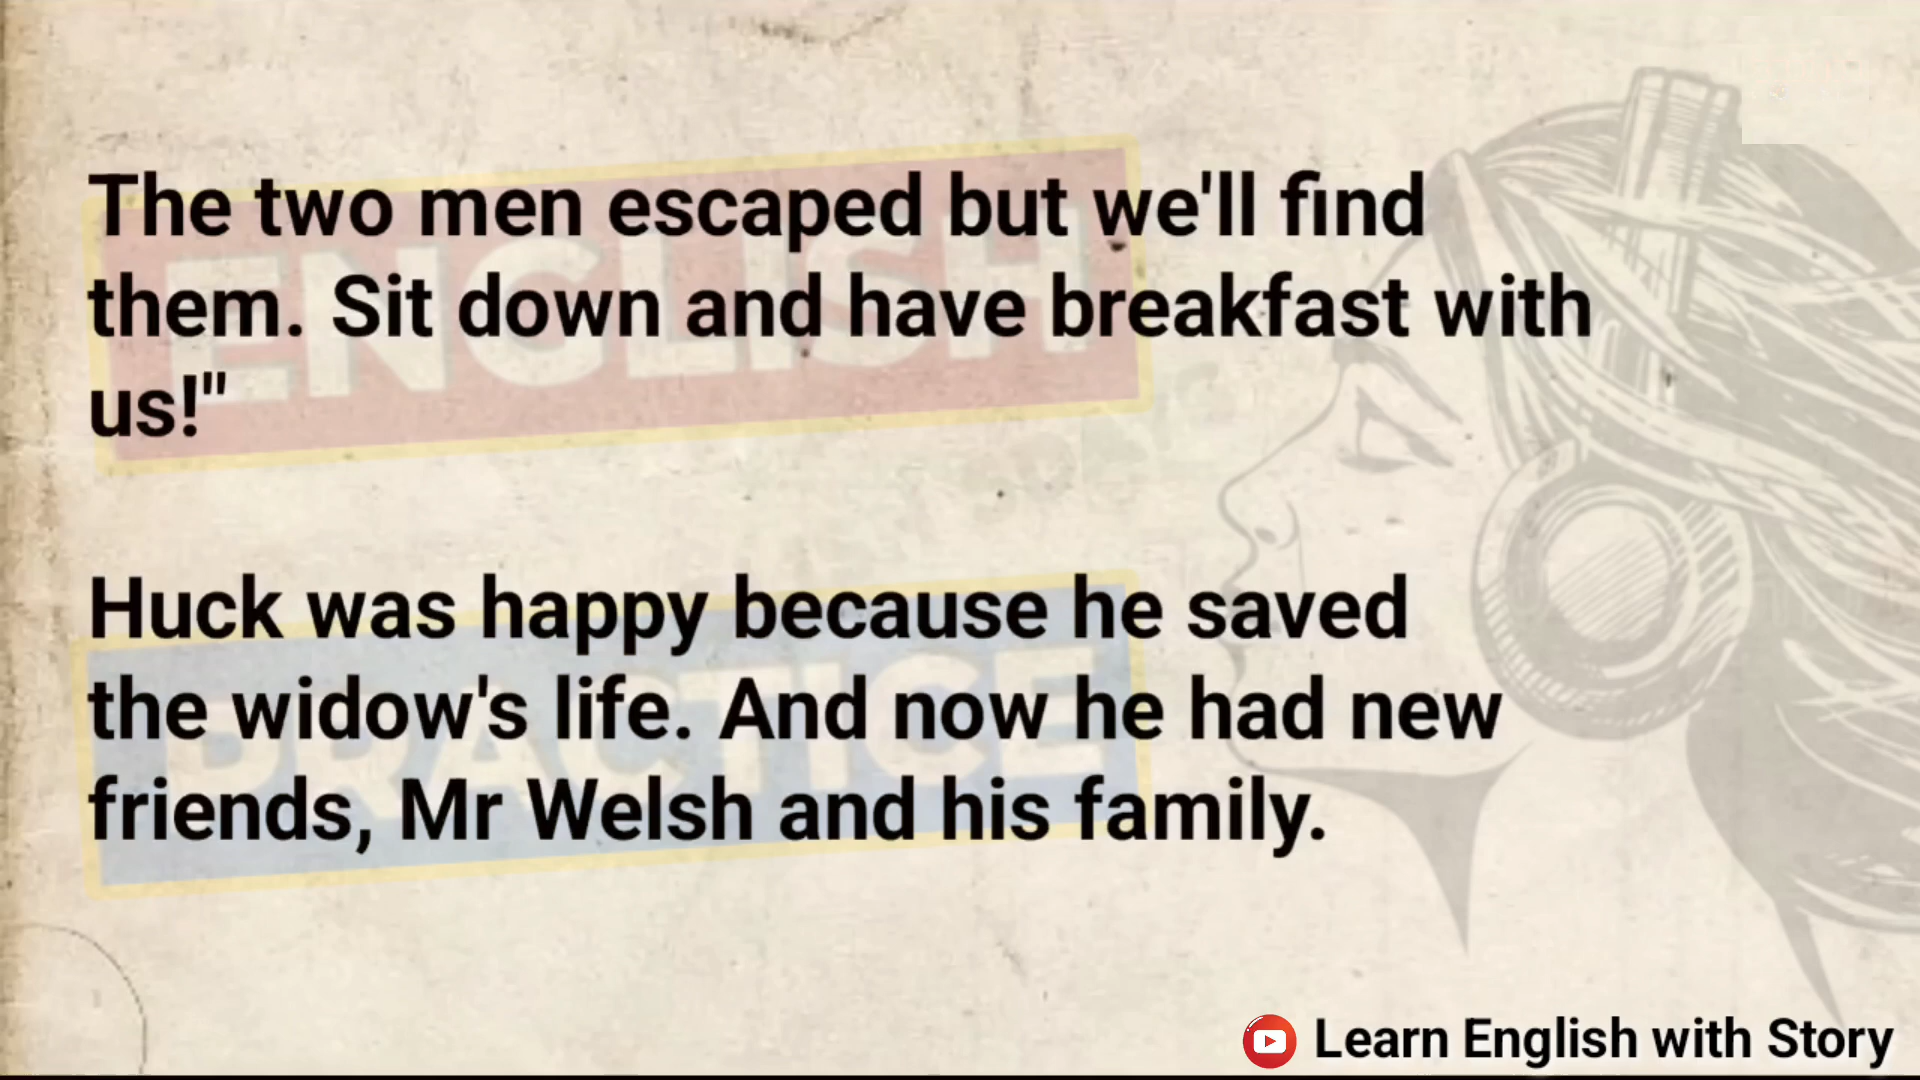 The two men escaped but we'll find
them. Sit down and have breakfast with
us!"
Huck was happy because he saved
the widow's life. And now he had new
friends, Mr Welsh and his family.
ENGLISH
PRACTICE
Learn English with Story